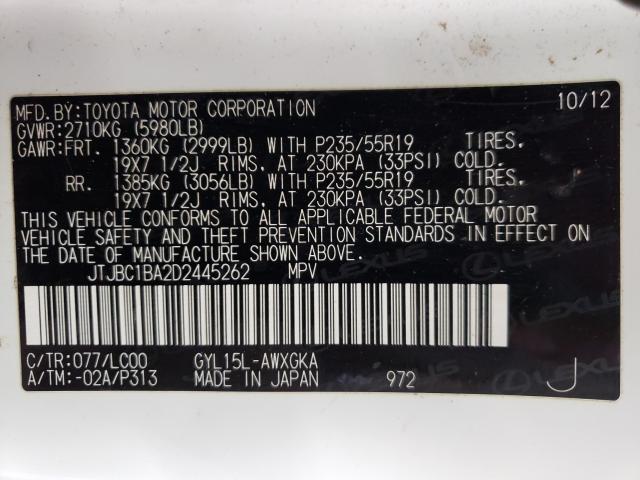 MFD. BY: TOYOTA MOTOR CORPORATION 10/12
GVWR: 2710KG (5980LB)
GAWR: FRT. 1360KG (2999LB) WITH P235/55R19 TIRES.
19X7 1/2J RIMS, AT 230KPA (33PSI) COLD.
RR. 1385KG (3056LB) WITH P235/55R19 TIRES.
19X7 1/2J RIMS, AT 230KPA (33PSI) COLD.
THIS VEHICLE CONFORMS TO ALL APPLICABLE FEDERAL MOTOR
VEHICLE SAFETY AND THEFT PREVENTION STANDARDS IN EFFECT ON
THE DATE OF MANUFACTURE SHOWN ABOVE.
JTJBC1BA2D2445262 MPV
LEXUS
C/TR: 077/LC00 GYL15L-AWXGKA
A/TM: -02A/P313 MADE IN JAPAN 972 J